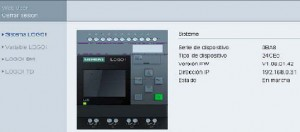 Cerrar sesión
Sistema LOGO!
Variable LOGO!
LOGO! BM
LOGO! TD
SIEMENS
LOGO!
Sistema
Serie de dispositivo
0BA8
Tipo de dispositivo
24CEo
Versión FW
V1.08.01.42
Dirección IP
192.168.0.31
Estado
En marcha